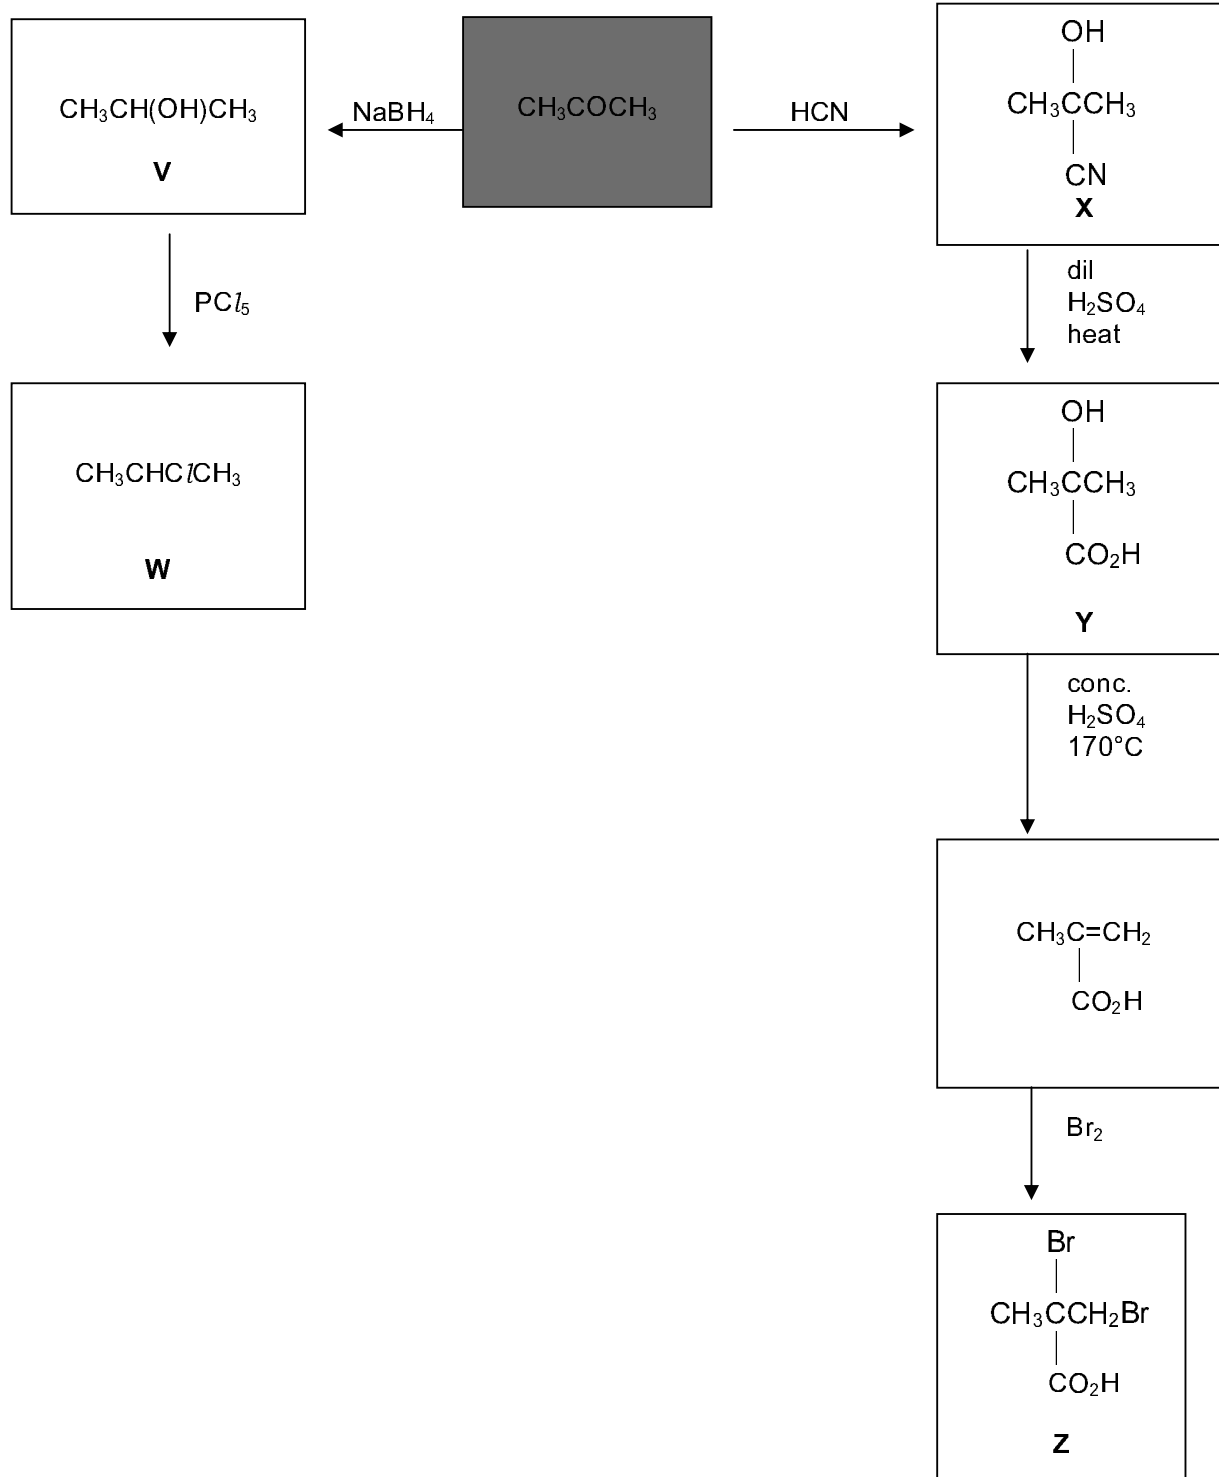 CH₃CH(OH)CH₃
V
NaBH₄
CH₃COCH₃
HCN
OH
CH₃CCH₃
CN
X
PCl₅
dil
H₂SO₄
heat
CH₃CHClCH₃
W
OH
CH₃CCH₃
CO₂H
Y
conc.
H₂SO₄
170°C
CH₃C=CH₂
CO₂H
Br₂
Br
CH₃CCH₂Br
CO₂H
Z